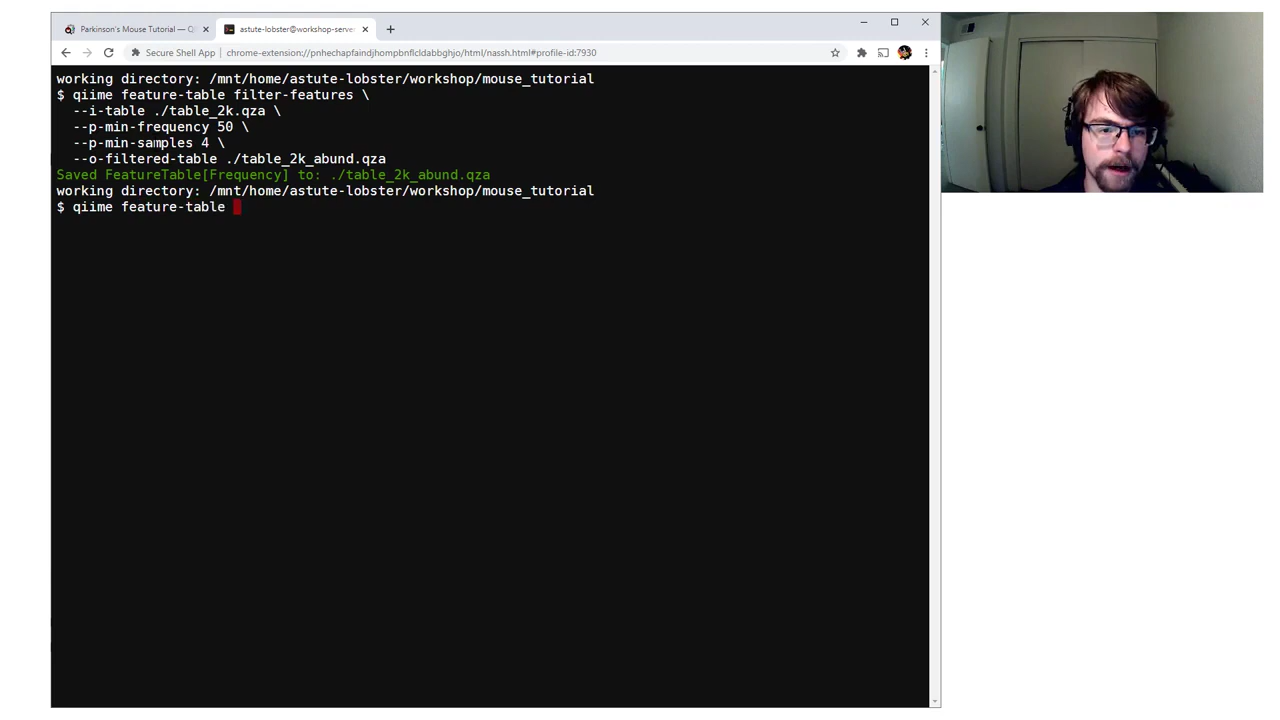 Parkinson's Mouse Tutorial — Q
astute-lobster@workshop-serve
Secure Shell App
chrome-extension://pnhechapfaindjhompbnflcldabbghjo/html/nassh.html#profile-id:7930
working directory: /mnt/home/astute-lobster/workshop/mouse_tutorial
$ qiime feature-table filter-features \
--i-table ./table_2k.qza \
--p-min-frequency 50 \
--p-min-samples 4 \
--o-filtered-table ./table_2k_abund.qza
Saved FeatureTable[Frequency] to: ./table_2k_abund.qza
working directory: /mnt/home/astute-lobster/workshop/mouse_tutorial
$ qiime feature-table